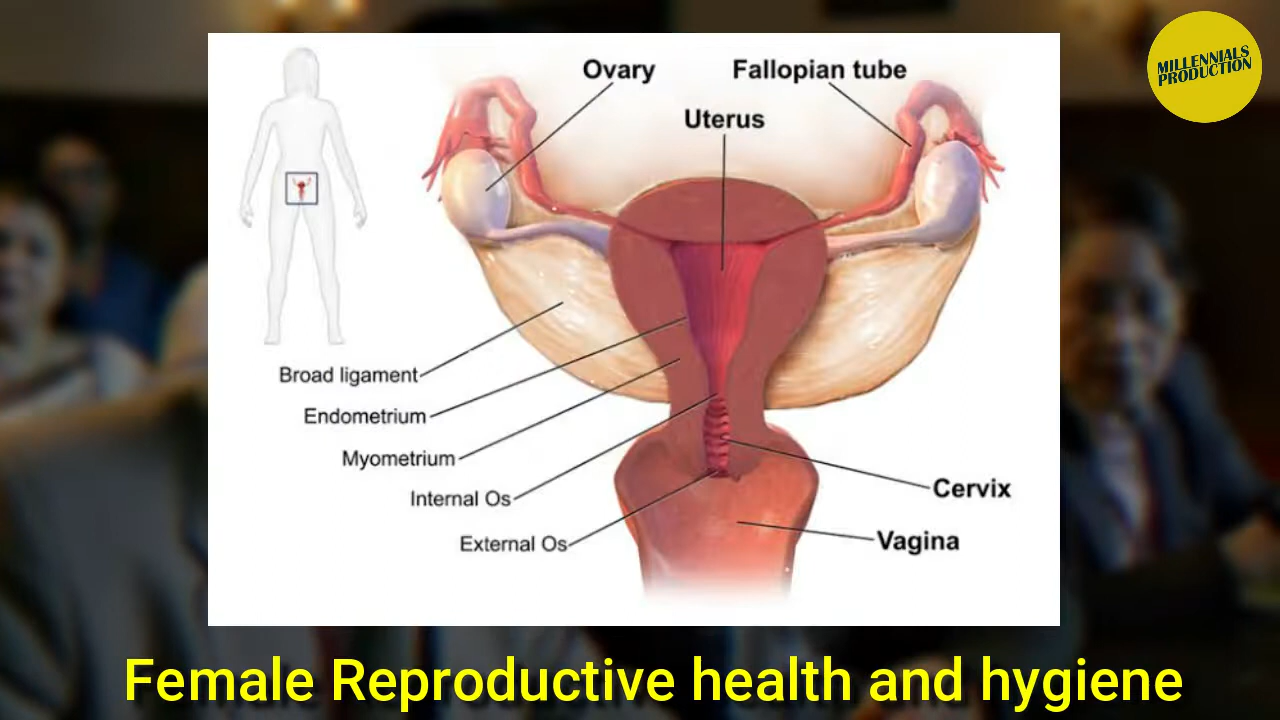 MILLENNIALS
PRODUCTION
Ovary
Fallopian tube
Uterus
Broad ligament
Endometrium
Myometrium
Internal Os
External Os
Cervix
Vagina
Female Reproductive health and hygiene